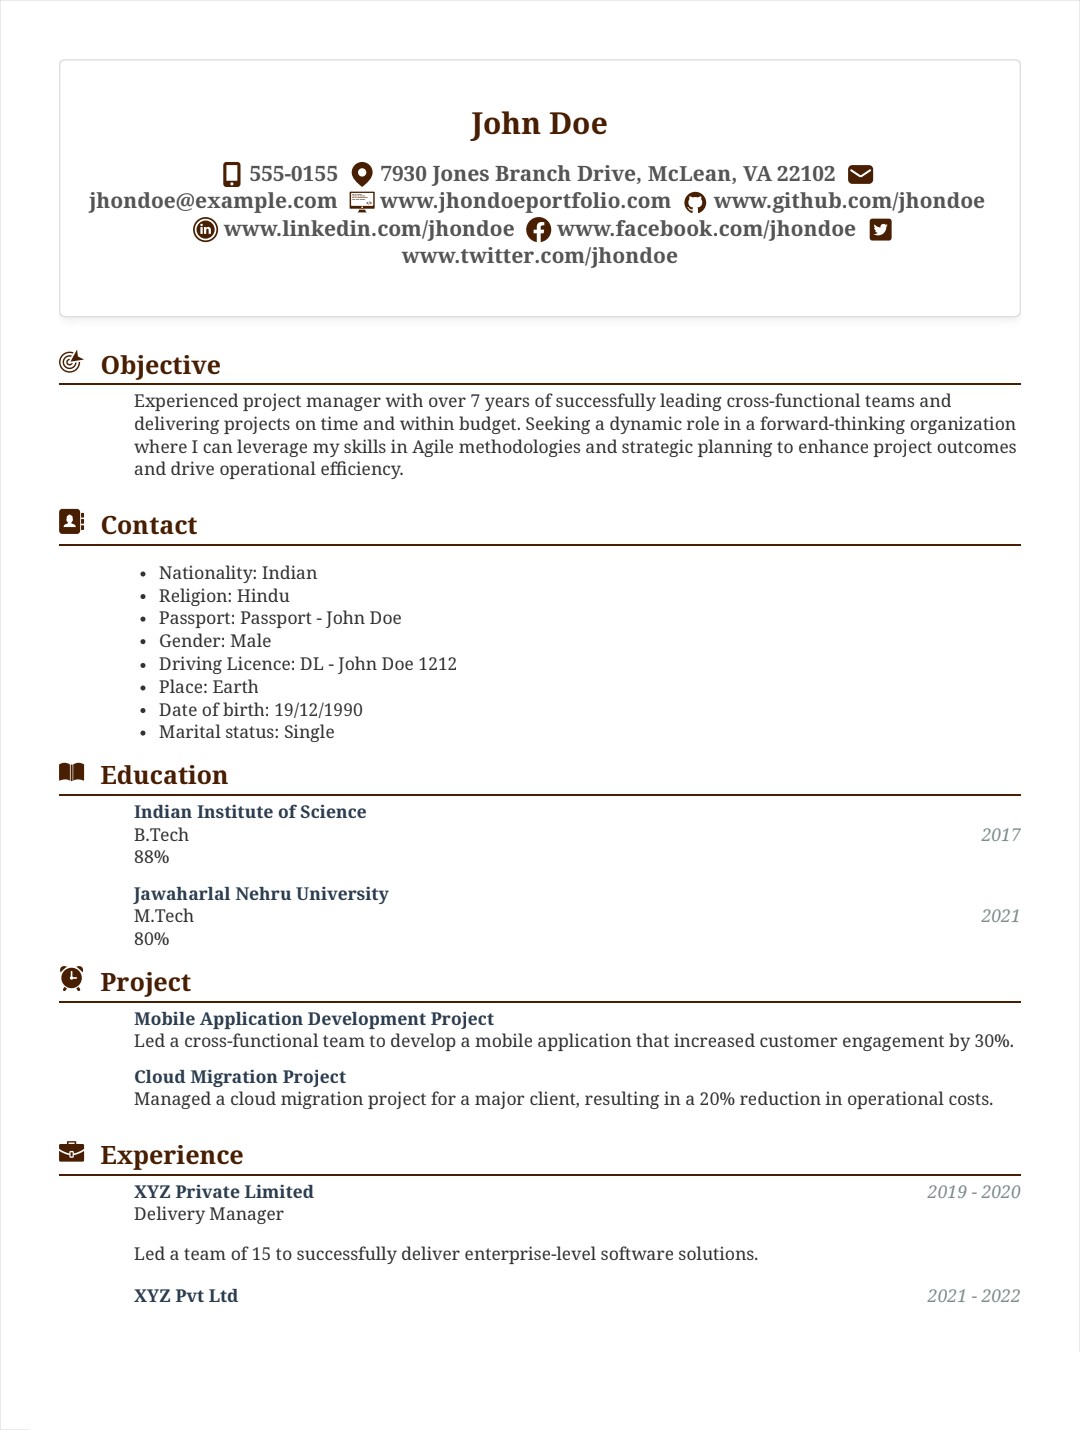 John Doe
555-0155 7930 Jones Branch Drive, McLean, VA 22102
jhondoe@example.com www.jhondoeportfolio.com www.github.com/jhondoe
www.linkedin.com/jhondoe www.facebook.com/jhondoe
www.twitter.com/jhondoe
Objective
Experienced project manager with over 7 years of successfully leading cross-functional teams and
delivering projects on time and within budget. Seeking a dynamic role in a forward-thinking organization
where I can leverage my skills in Agile methodologies and strategic planning to enhance project outcomes
and drive operational efficiency.
Contact
• Nationality: Indian
• Religion: Hindu
• Passport: Passport - John Doe
• Gender: Male
• Driving Licence: DL - John Doe 1212
• Place: Earth
• Date of birth: 19/12/1990
• Marital status: Single
Education
Indian Institute of Science
B.Tech 2017
88%
Jawaharlal Nehru University
M.Tech 2021
80%
Project
Mobile Application Development Project
Led a cross-functional team to develop a mobile application that increased customer engagement by 30%.
Cloud Migration Project
Managed a cloud migration project for a major client, resulting in a 20% reduction in operational costs.
Experience
XYZ Private Limited 2019 - 2020
Delivery Manager
Led a team of 15 to successfully deliver enterprise-level software solutions.
XYZ Pvt Ltd 2021 - 2022